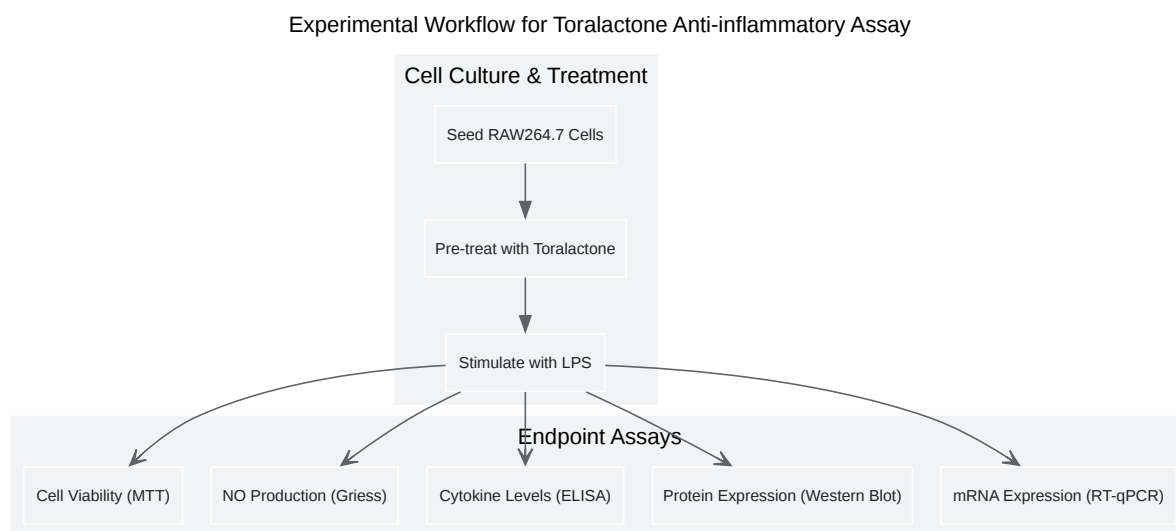 Experimental Workflow for Toralactone Anti-inflammatory Assay
Cell Culture & Treatment
Seed RAW264.7 Cells
Pre-treat with Toralactone
Stimulate with LPS
Endpoint Assays
Cell Viability (MTT)
NO Production (Griess)
Cytokine Levels (ELISA)
Protein Expression (Western Blot)
mRNA Expression (RT-qPCR)